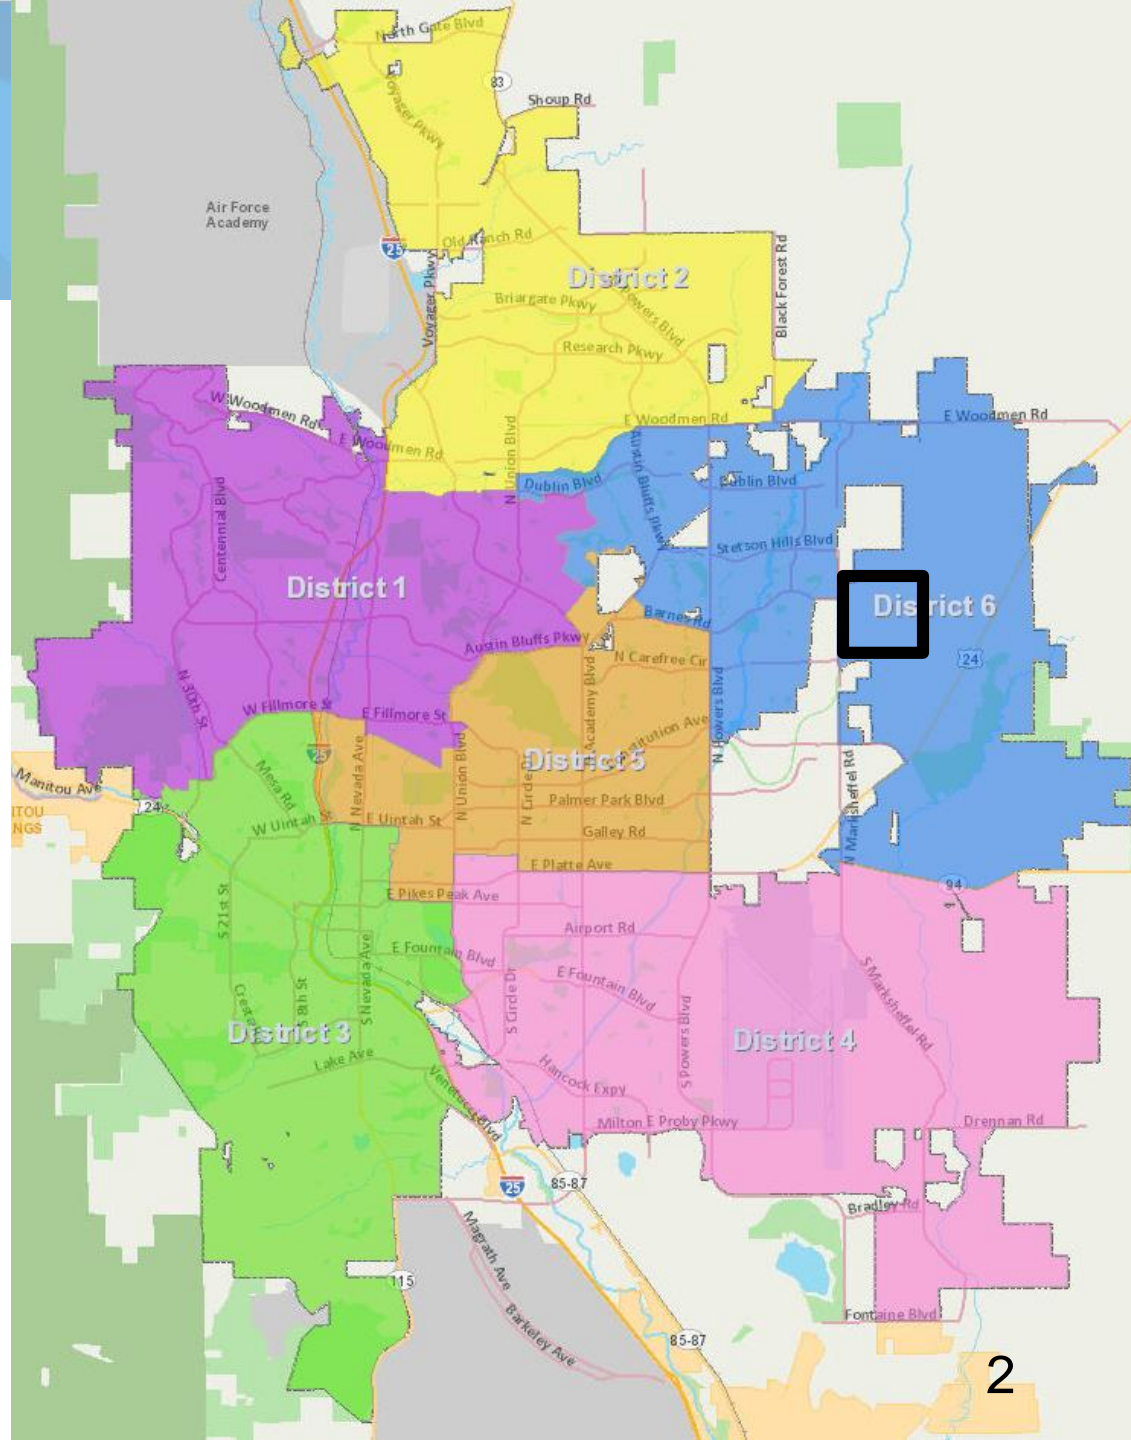 North Gate Blvd
Voyager Pkwy
83
Shoup Rd
Air Force
Academy
25
Old Ranch Rd
Voyager Pkwy
District 2
Briargate Pkwy
N Powers Blvd
Black Forest Rd
Research Pkwy
W Woodmen Rd
E Woodmen Rd
E Woodmen Rd
E Woodmen Rd
N Union Blvd
Austin Bluffs Pkwy
Dublin Blvd
Dublin Blvd
Centennial Blvd
Stetson Hills Blvd
District 1
District 6
Barnes Rd
Austin Bluffs Pkwy
N Carefree Cir
24
N 30th St
N Academy Blvd
N Powers Blvd
W Fillmore St
E Fillmore St
Constitution Ave
25
N Nevada Ave
N Union Blvd
N Circle Dr
District 5
Manitou Ave
Mesa Rd
N Marksheffel Rd
24
ITOU
NGS
W Uintah St
E Uintah St
Palmer Park Blvd
Galley Rd
E Platte Ave
E Pikes Peak Ave
94
S 21st St
Airport Rd
E Fountain Blvd
E Fountain Blvd
S Nevada Ave
S 8th St
Cresta
S Circle Dr
S Powers Blvd
S Marksheffel Rd
District 3
District 4
Lake Ave
Venetucci Blvd
Hancock Expy
Milton E Proby Pkwy
Drennan Rd
25
85-87
Bradley Rd
Magrath Ave
115
Barkeley Ave
Fontaine Blvd
85-87
2